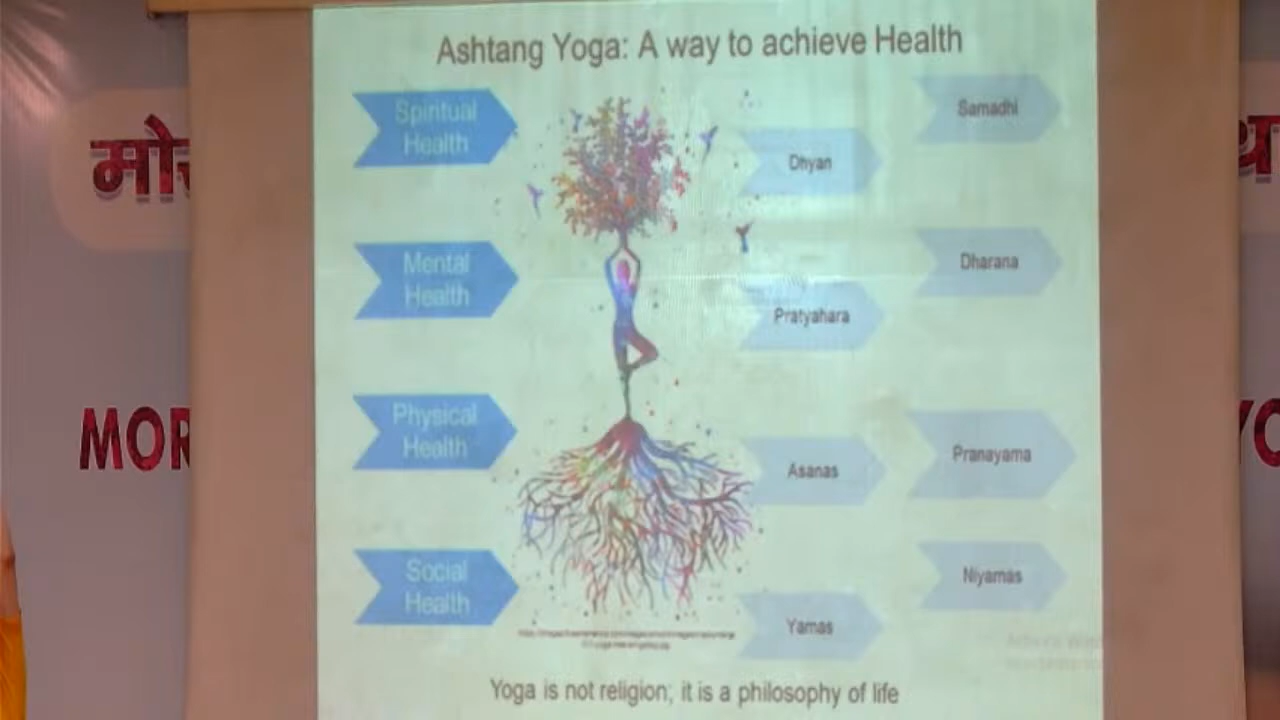 Ashtang Yoga: A way to achieve Health
Spiritual
Health
Samadhi
Dhyan
Mental
Health
Dharana
Pratyahara
Physical
Health
Asanas
Pranayama
Social
Health
Niyamas
Yamas
Yoga is not religion; it is a philosophy of life
MOR